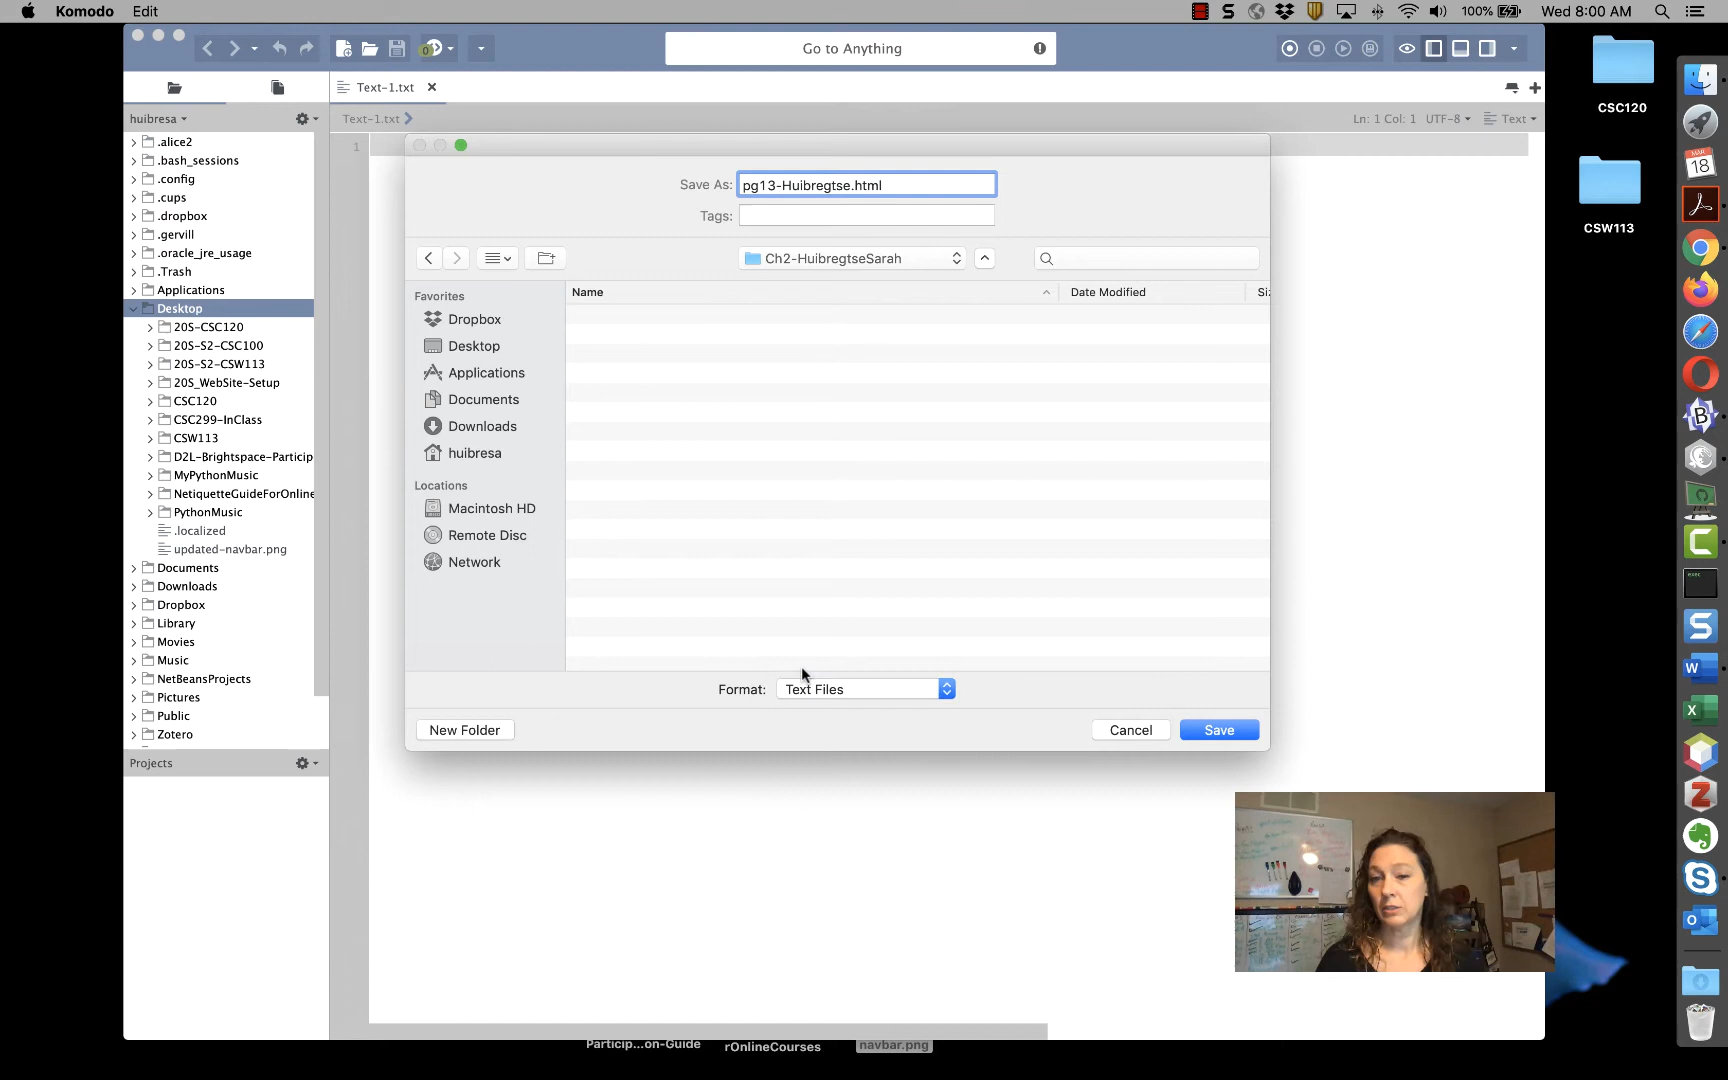 Komodo Edit 100% Wed 8:00 AM
Go to Anything
CSC120
CSW113
Text-1.txt
huibresa
Text-1.txt
Ln: 1 Col: 1 UTF-8 Text
1
.alice2
.bash_sessions
.config
.cups
.dropbox
.gervill
.oracle_jre_usage
.Trash
Applications
Desktop
20S-CSC120
20S-S2-CSC100
20S-S2-CSW113
20S_WebSite-Setup
CSC120
CSC299-InClass
CSW113
D2L-Brightspace-Particip
MyPythonMusic
NetiquetteGuideForOnline
PythonMusic
.localized
updated-navbar.png
Documents
Downloads
Dropbox
Library
Movies
Music
NetBeansProjects
Pictures
Public
Zotero
Projects
Save As: pg13-Huibregtse.html
Tags:
Ch2-HuibregtseSarah
Favorites
Dropbox
Desktop
Applications
Documents
Downloads
huibresa
Locations
Macintosh HD
Remote Disc
Network
Name Date Modified Siz
Format: Text Files
New Folder Cancel Save
MAR
18
exec
Particip...on-Guide rOnlineCourses navbar.png